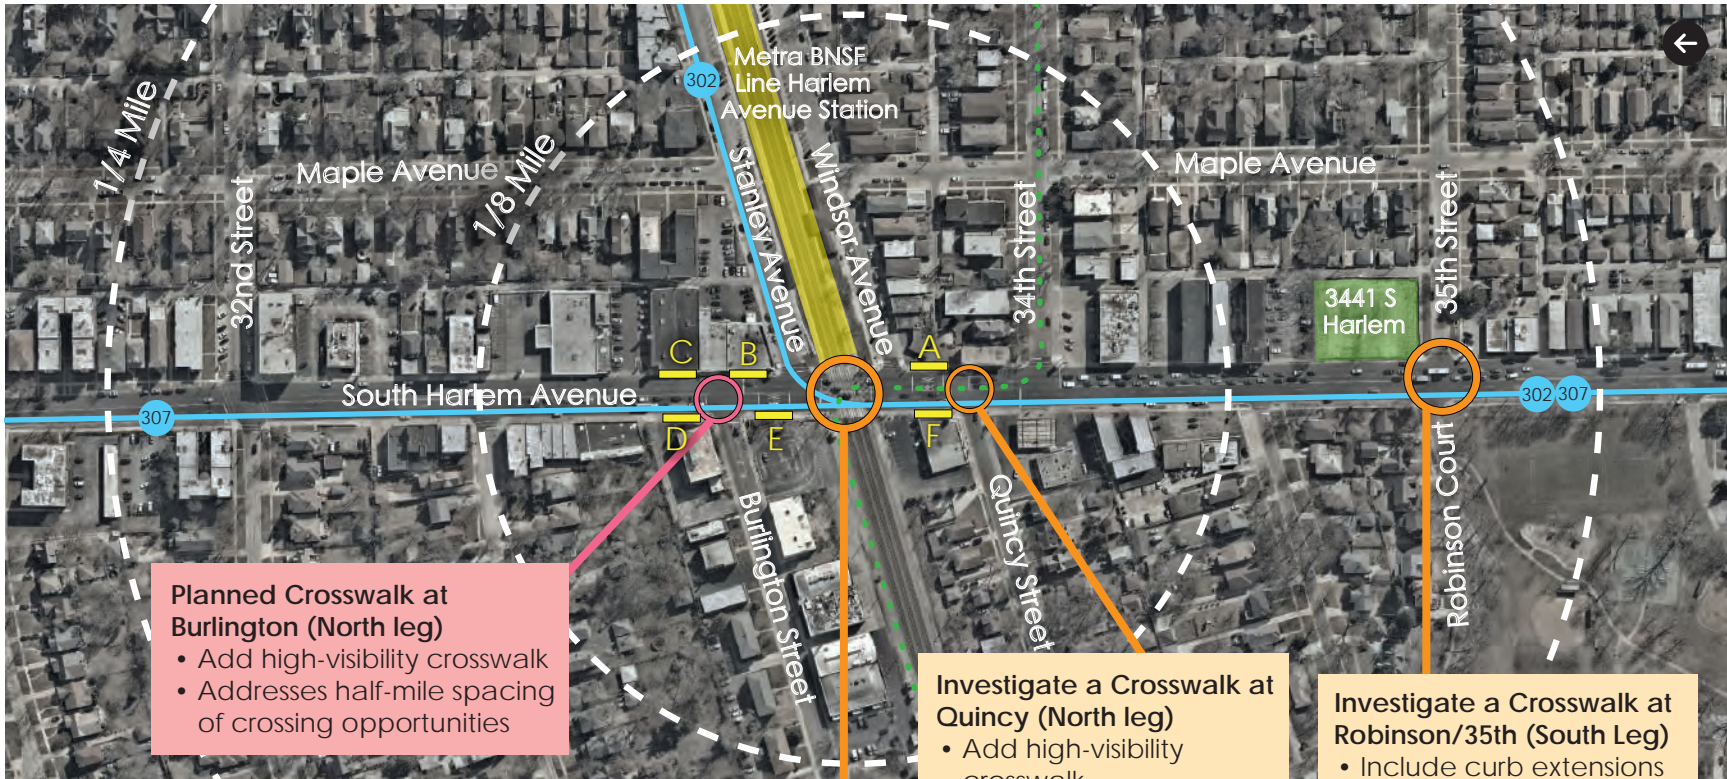 1/4 Mile
302
Metra BNSF
Line Harlem
Avenue Station
1/8 Mile
Maple Avenue
Maple Avenue
32nd Street
Stanley Avenue
Windsor Avenue
34th Street
35th Street
3441 S
Harlem
C
B
A
South Harlem Avenue
307
302
307
D
E
F
Burlington Street
Quincy Street
Robinson Court
Planned Crosswalk at
Burlington (North leg)
• Add high-visibility crosswalk
• Addresses half-mile spacing
of crossing opportunities
Investigate a Crosswalk at
Quincy (North leg)
• Add high-visibility
crosswalk
Investigate a Crosswalk at
Robinson/35th (South Leg)
• Include curb extensions